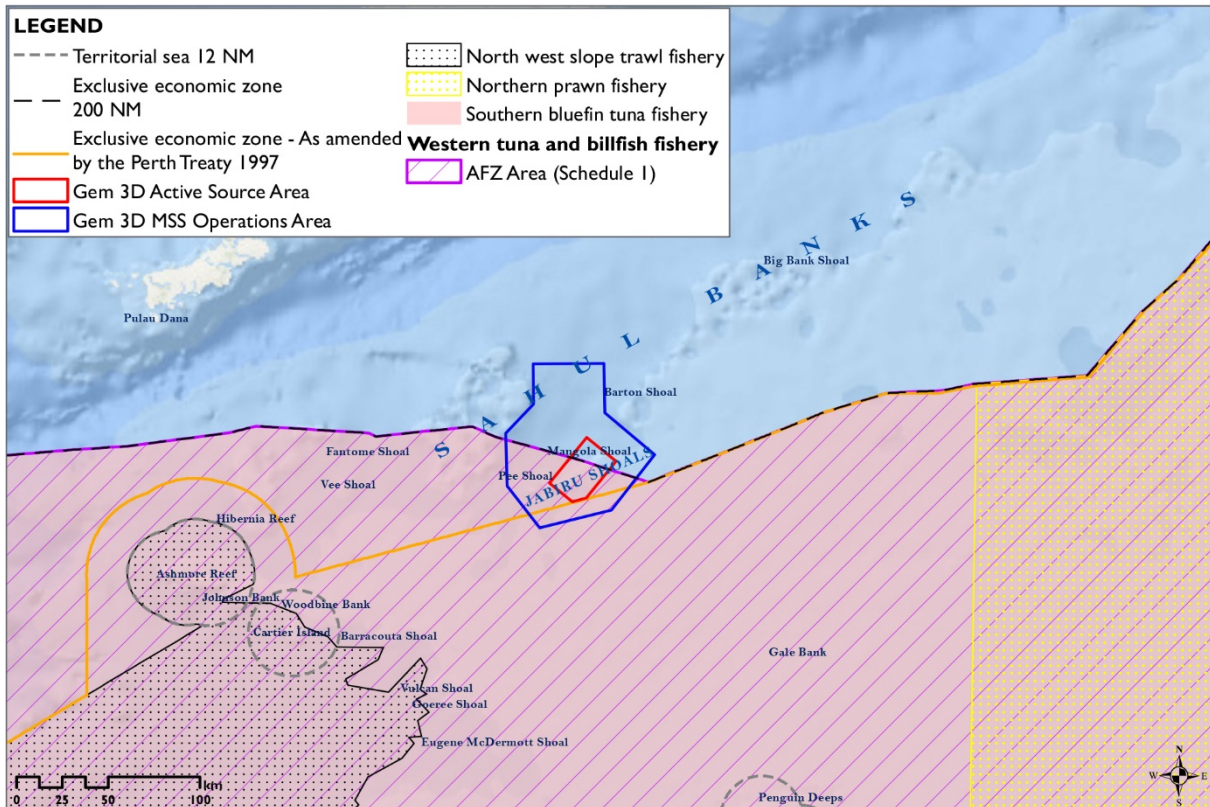 LEGEND
Territorial sea 12 NM
Exclusive economic zone
200 NM
Exclusive economic zone - As amended
by the Perth Treaty 1997
Gem 3D Active Source Area
Gem 3D MSS Operations Area
North west slope trawl fishery
Northern prawn fishery
Southern bluefin tuna fishery
Western tuna and billfish fishery
AFZ Area (Schedule 1)
SAHUL BANKS
Big Bank Shoal
Pulau Dana
Barton Shoal
Fantome Shoal
Mangola Shoal
Pee Shoal
Vee Shoal
JABIRU SHOALS
Hibernia Reef
Ashmore Reef
Johnson Bank
Woodbine Bank
Cartier Island
Barracouta Shoal
Gale Bank
Vulcan Shoal
Goeree Shoal
Eugene McDermott Shoal
Penguin Deeps
0 25 50 100
km
N
W E
S